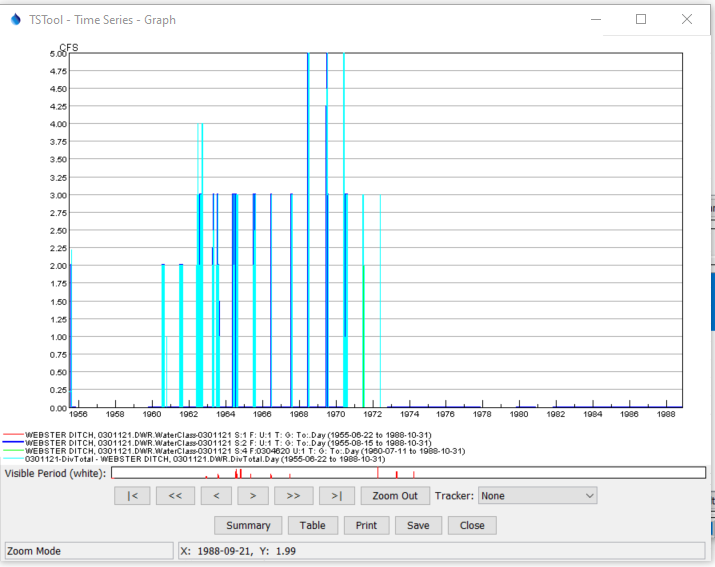 TSTool - Time Series - Graph
CFS
5.00
4.75
4.50
4.25
4.00
3.75
3.50
3.25
3.00
2.75
2.50
2.25
2.00
1.75
1.50
1.25
1.00
0.75
0.50
0.25
0.00
1956 1958 1960 1962 1964 1966 1968 1970 1972 1974 1976 1978 1980 1982 1984 1986 1988
WEBSTER DITCH, 0301121.DWR.WaterClass-0301121 S:1 F: U:1 T: G: To:.Day (1955-06-22 to 1988-10-31)
WEBSTER DITCH, 0301121.DWR.WaterClass-0301121 S:2 F: U:1 T: G: To:.Day (1955-08-15 to 1988-10-31)
WEBSTER DITCH, 0301121.DWR.WaterClass-0301121 S:4 F:0304620 U:1 T: G: To:.Day (1960-07-11 to 1988-10-31)
0301121-DivTotal - WEBSTER DITCH, 0301121.DWR.DivTotal.Day (1955-06-22 to 1988-10-31)
Visible Period (white):
|< << < > >> >| Zoom Out Tracker: None
Summary Table Print Save Close
Zoom Mode X: 1988-09-21, Y: 1.99